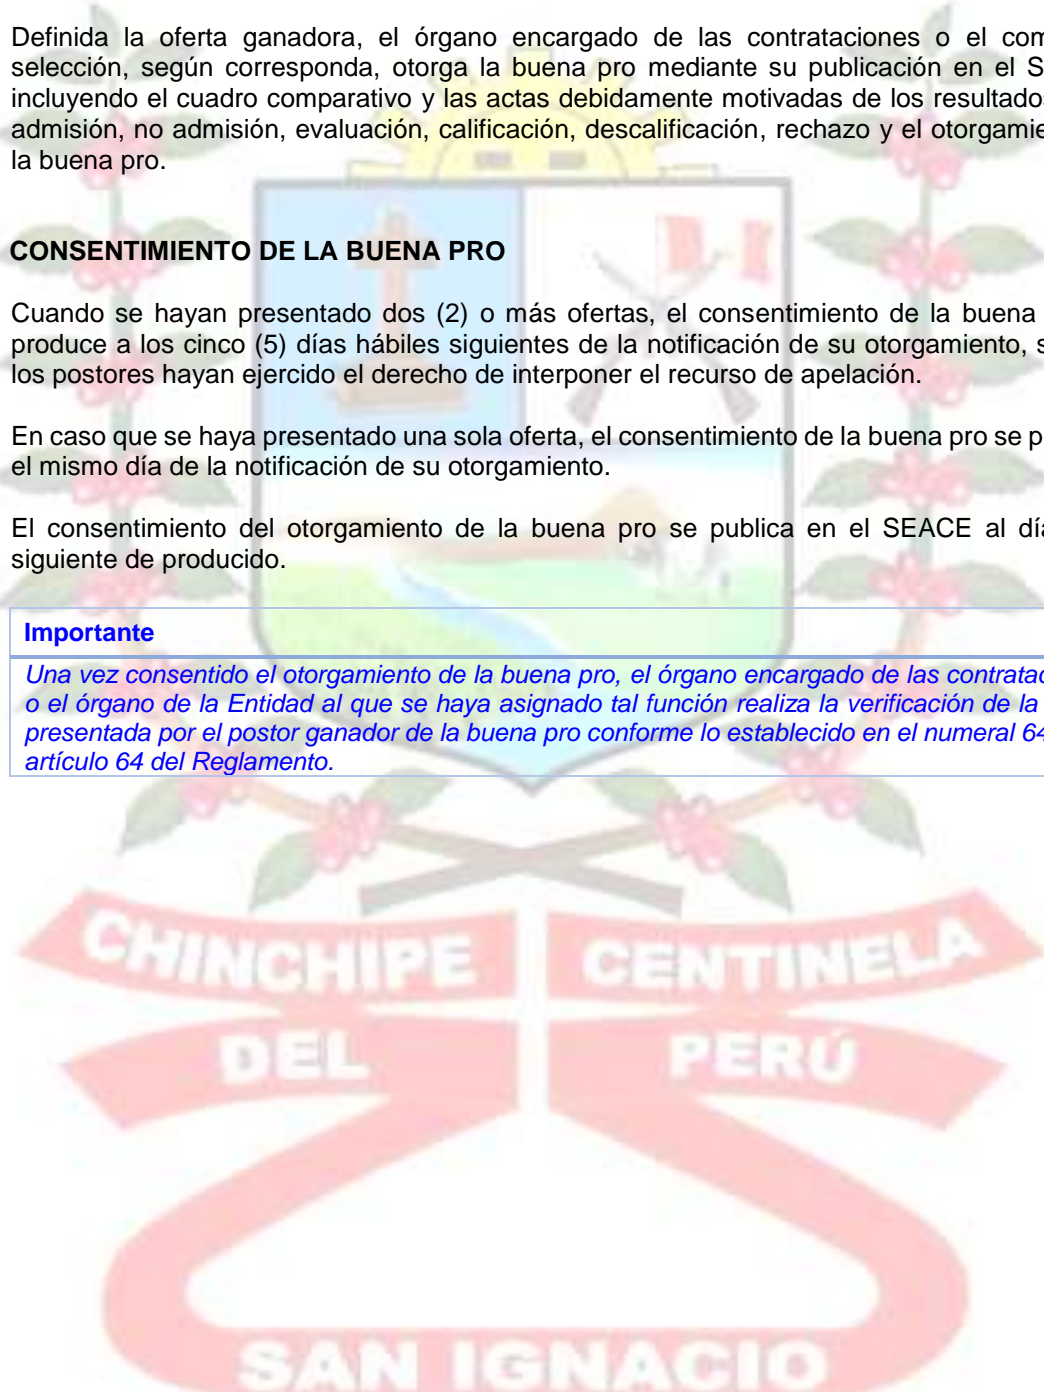 Definida la oferta ganadora, el órgano encargado de las contrataciones o el com
selección, según corresponda, otorga la buena pro mediante su publicación en el S
incluyendo el cuadro comparativo y las actas debidamente motivadas de los resultados
admisión, no admisión, evaluación, calificación, descalificación, rechazo y el otorgamie
la buena pro.
CONSENTIMIENTO DE LA BUENA PRO
Cuando se hayan presentado dos (2) o más ofertas, el consentimiento de la buena
produce a los cinco (5) días hábiles siguientes de la notificación de su otorgamiento, s
los postores hayan ejercido el derecho de interponer el recurso de apelación.
En caso que se haya presentado una sola oferta, el consentimiento de la buena pro se p
el mismo día de la notificación de su otorgamiento.
El consentimiento del otorgamiento de la buena pro se publica en el SEACE al día
siguiente de producido.
Importante
Una vez consentido el otorgamiento de la buena pro, el órgano encargado de las contratac
o el órgano de la Entidad al que se haya asignado tal función realiza la verificación de la
presentada por el postor ganador de la buena pro conforme lo establecido en el numeral 64
artículo 64 del Reglamento.
CHINCHIPE CENTINELA
DEL PERÚ
SAN IGNACIO